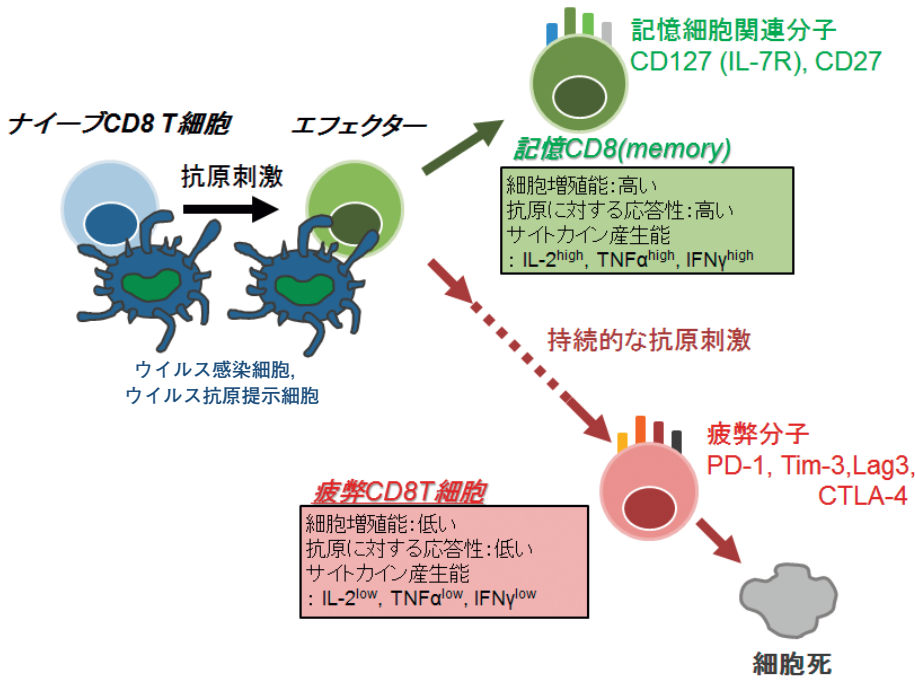 記憶細胞関連分子
CD127 (IL-7R), CD27
ナイーブCD8 T細胞
エフェクター
抗原刺激
記憶CD8(memory)
細胞増殖能:高い
抗原に対する応答性:高い
サイトカイン産生能
: IL-2high, TNFαhigh, IFNγhigh
持続的な抗原刺激
ウイルス感染細胞,
ウイルス抗原提示細胞
疲弊分子
PD-1, Tim-3,Lag3,
CTLA-4
疲弊CD8T細胞
細胞増殖能:低い
抗原に対する応答性:低い
サイトカイン産生能
: IL-2low, TNFαlow, IFNγlow
細胞死